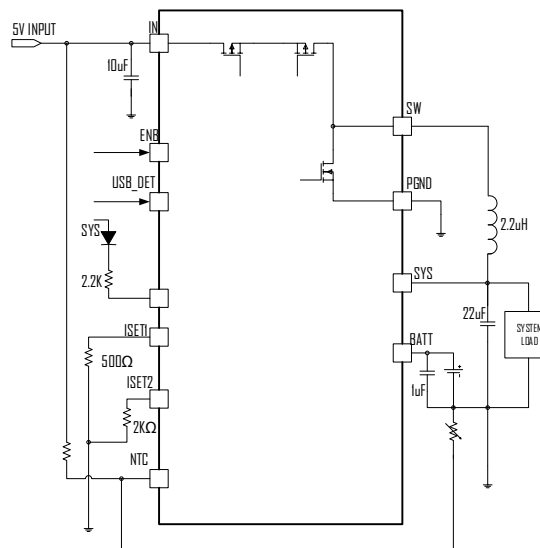 5V INPUT
IN
10uF
SW
ENB
USB_DET
PGND
SYS
2.2uH
2.2K
SYS
22uF
SYSTEM
LOAD
ISET1
BATT
500Ω
ISET2
1uF
2KΩ
NTC